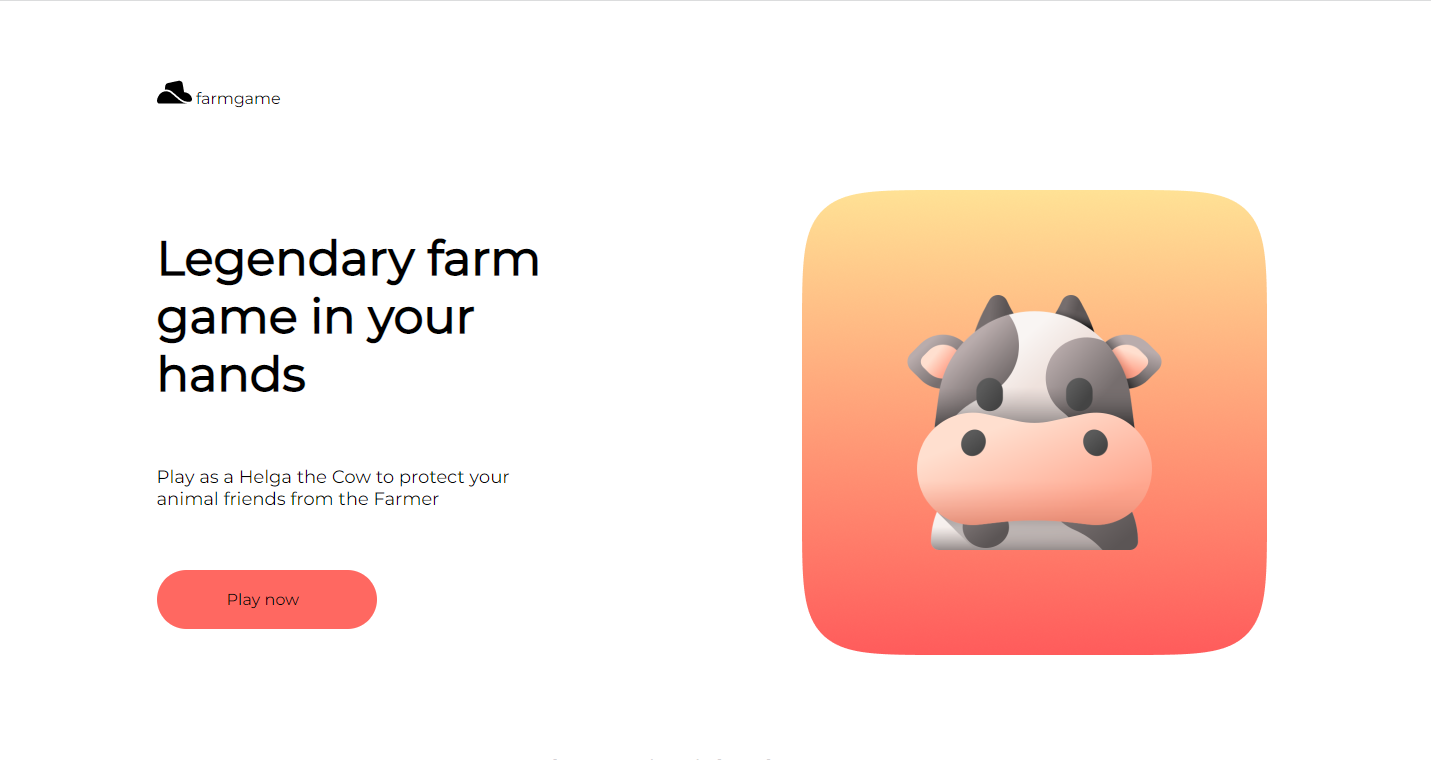 farmgame
Legendary farm
game in your
hands
Play as a Helga the Cow to protect your
animal friends from the Farmer
Play now